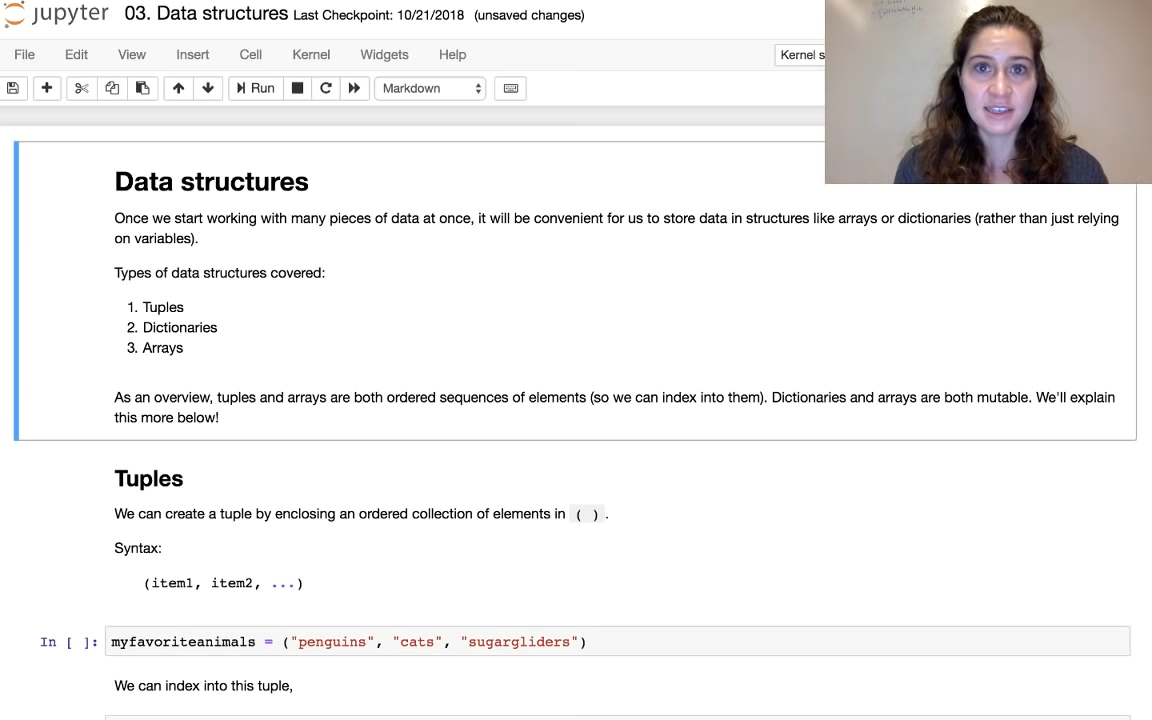 jupyter 03. Data structures Last Checkpoint: 10/21/2018 (unsaved changes)
File Edit View Insert Cell Kernel Widgets Help Kernel s
Run Markdown
Data structures
Once we start working with many pieces of data at once, it will be convenient for us to store data in structures like arrays or dictionaries (rather than just relying
on variables).
Types of data structures covered:
1. Tuples
2. Dictionaries
3. Arrays
As an overview, tuples and arrays are both ordered sequences of elements (so we can index into them). Dictionaries and arrays are both mutable. We'll explain
this more below!
Tuples
We can create a tuple by enclosing an ordered collection of elements in ( ) .
Syntax:
(item1, item2, ...)
In [ ]: myfavoriteanimals = ("penguins", "cats", "sugargliders")
We can index into this tuple,